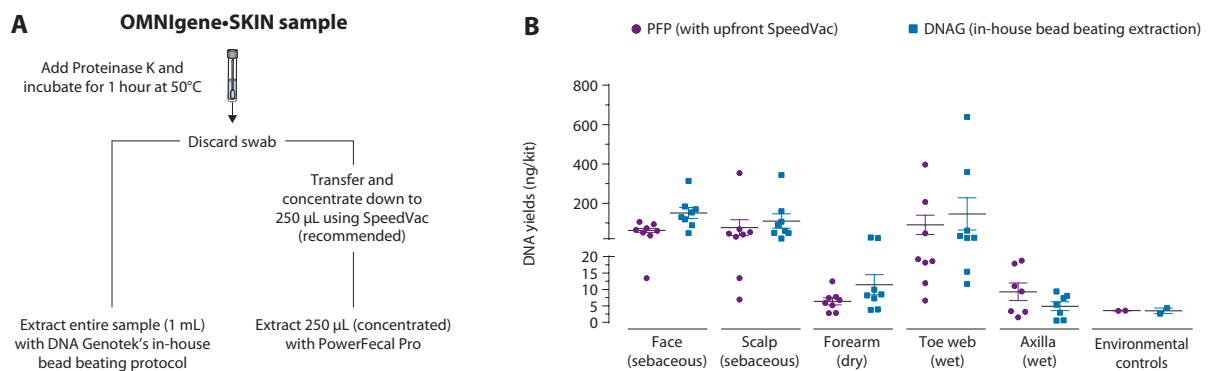 A
OMNIgene•SKIN sample
Add Proteinase K and
incubate for 1 hour at 50°C
Discard swab
Transfer and
concentrate down to
250 µL using SpeedVac
(recommended)
Extract entire sample (1 mL)
with DNA Genotek's in-house
bead beating protocol
Extract 250 µL (concentrated)
with PowerFecal Pro
B
PFP (with upfront SpeedVac)
DNAG (in-house bead beating extraction)
DNA yields (ng/kit)
800
600
400
200
20
15
10
5
0
Face
(sebaceous)
Scalp
(sebaceous)
Forearm
(dry)
Toe web
(wet)
Axilla
(wet)
Environmental
controls